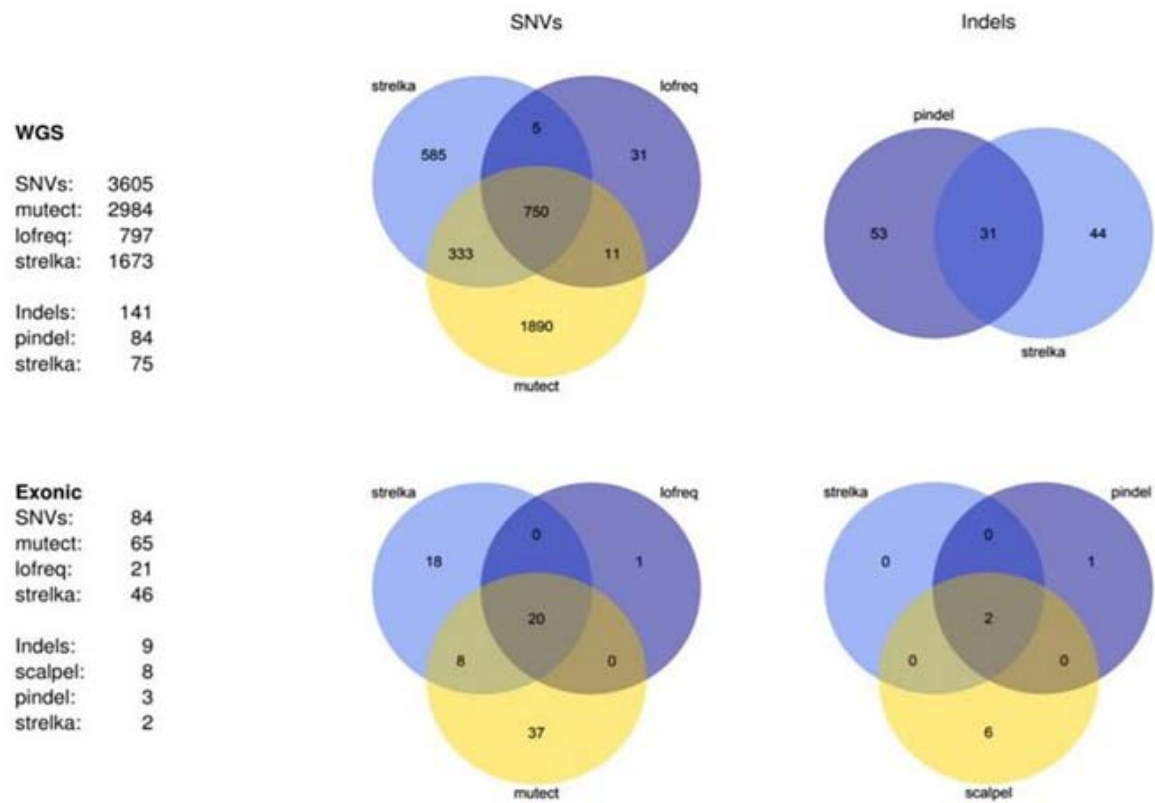 SNVs
Indels
strelka
lofreq
5
585
31
750
333
11
1890
mutect
pindel
53
31
44
strelka
WGS
SNVs: 3605
mutect: 2984
lofreq: 797
strelka: 1673
Indels: 141
pindel: 84
strelka: 75
Exonic
SNVs: 84
mutect: 65
lofreq: 21
strelka: 46
Indels: 9
scalpel: 8
pindel: 3
strelka: 2
strelka
lofreq
0
18
1
20
8
0
37
mutect
strelka
pindel
0
0
1
2
0
0
6
scalpel